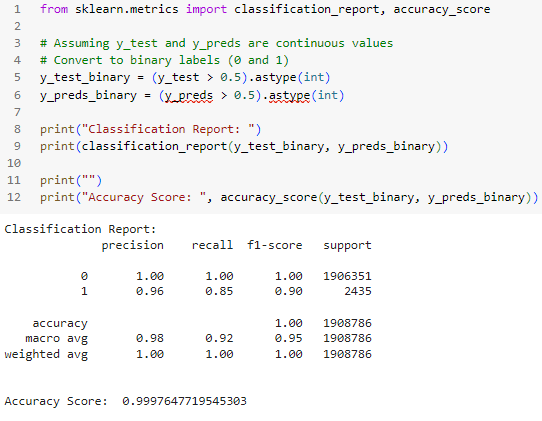 1 from sklearn.metrics import classification_report, accuracy_score
2
3 # Assuming y_test and y_preds are continuous values
4 # Convert to binary labels (0 and 1)
5 y_test_binary = (y_test > 0.5).astype(int)
6 y_preds_binary = (y_preds > 0.5).astype(int)
7
8 print("Classification Report: ")
9 print(classification_report(y_test_binary, y_preds_binary))
10
11 print("")
12 print("Accuracy Score: ", accuracy_score(y_test_binary, y_preds_binary))
Classification Report:
precision recall f1-score support
0 1.00 1.00 1.00 1906351
1 0.96 0.85 0.90 2435
accuracy 1.00 1908786
macro avg 0.98 0.92 0.95 1908786
weighted avg 1.00 1.00 1.00 1908786
Accuracy Score: 0.9997647719545303